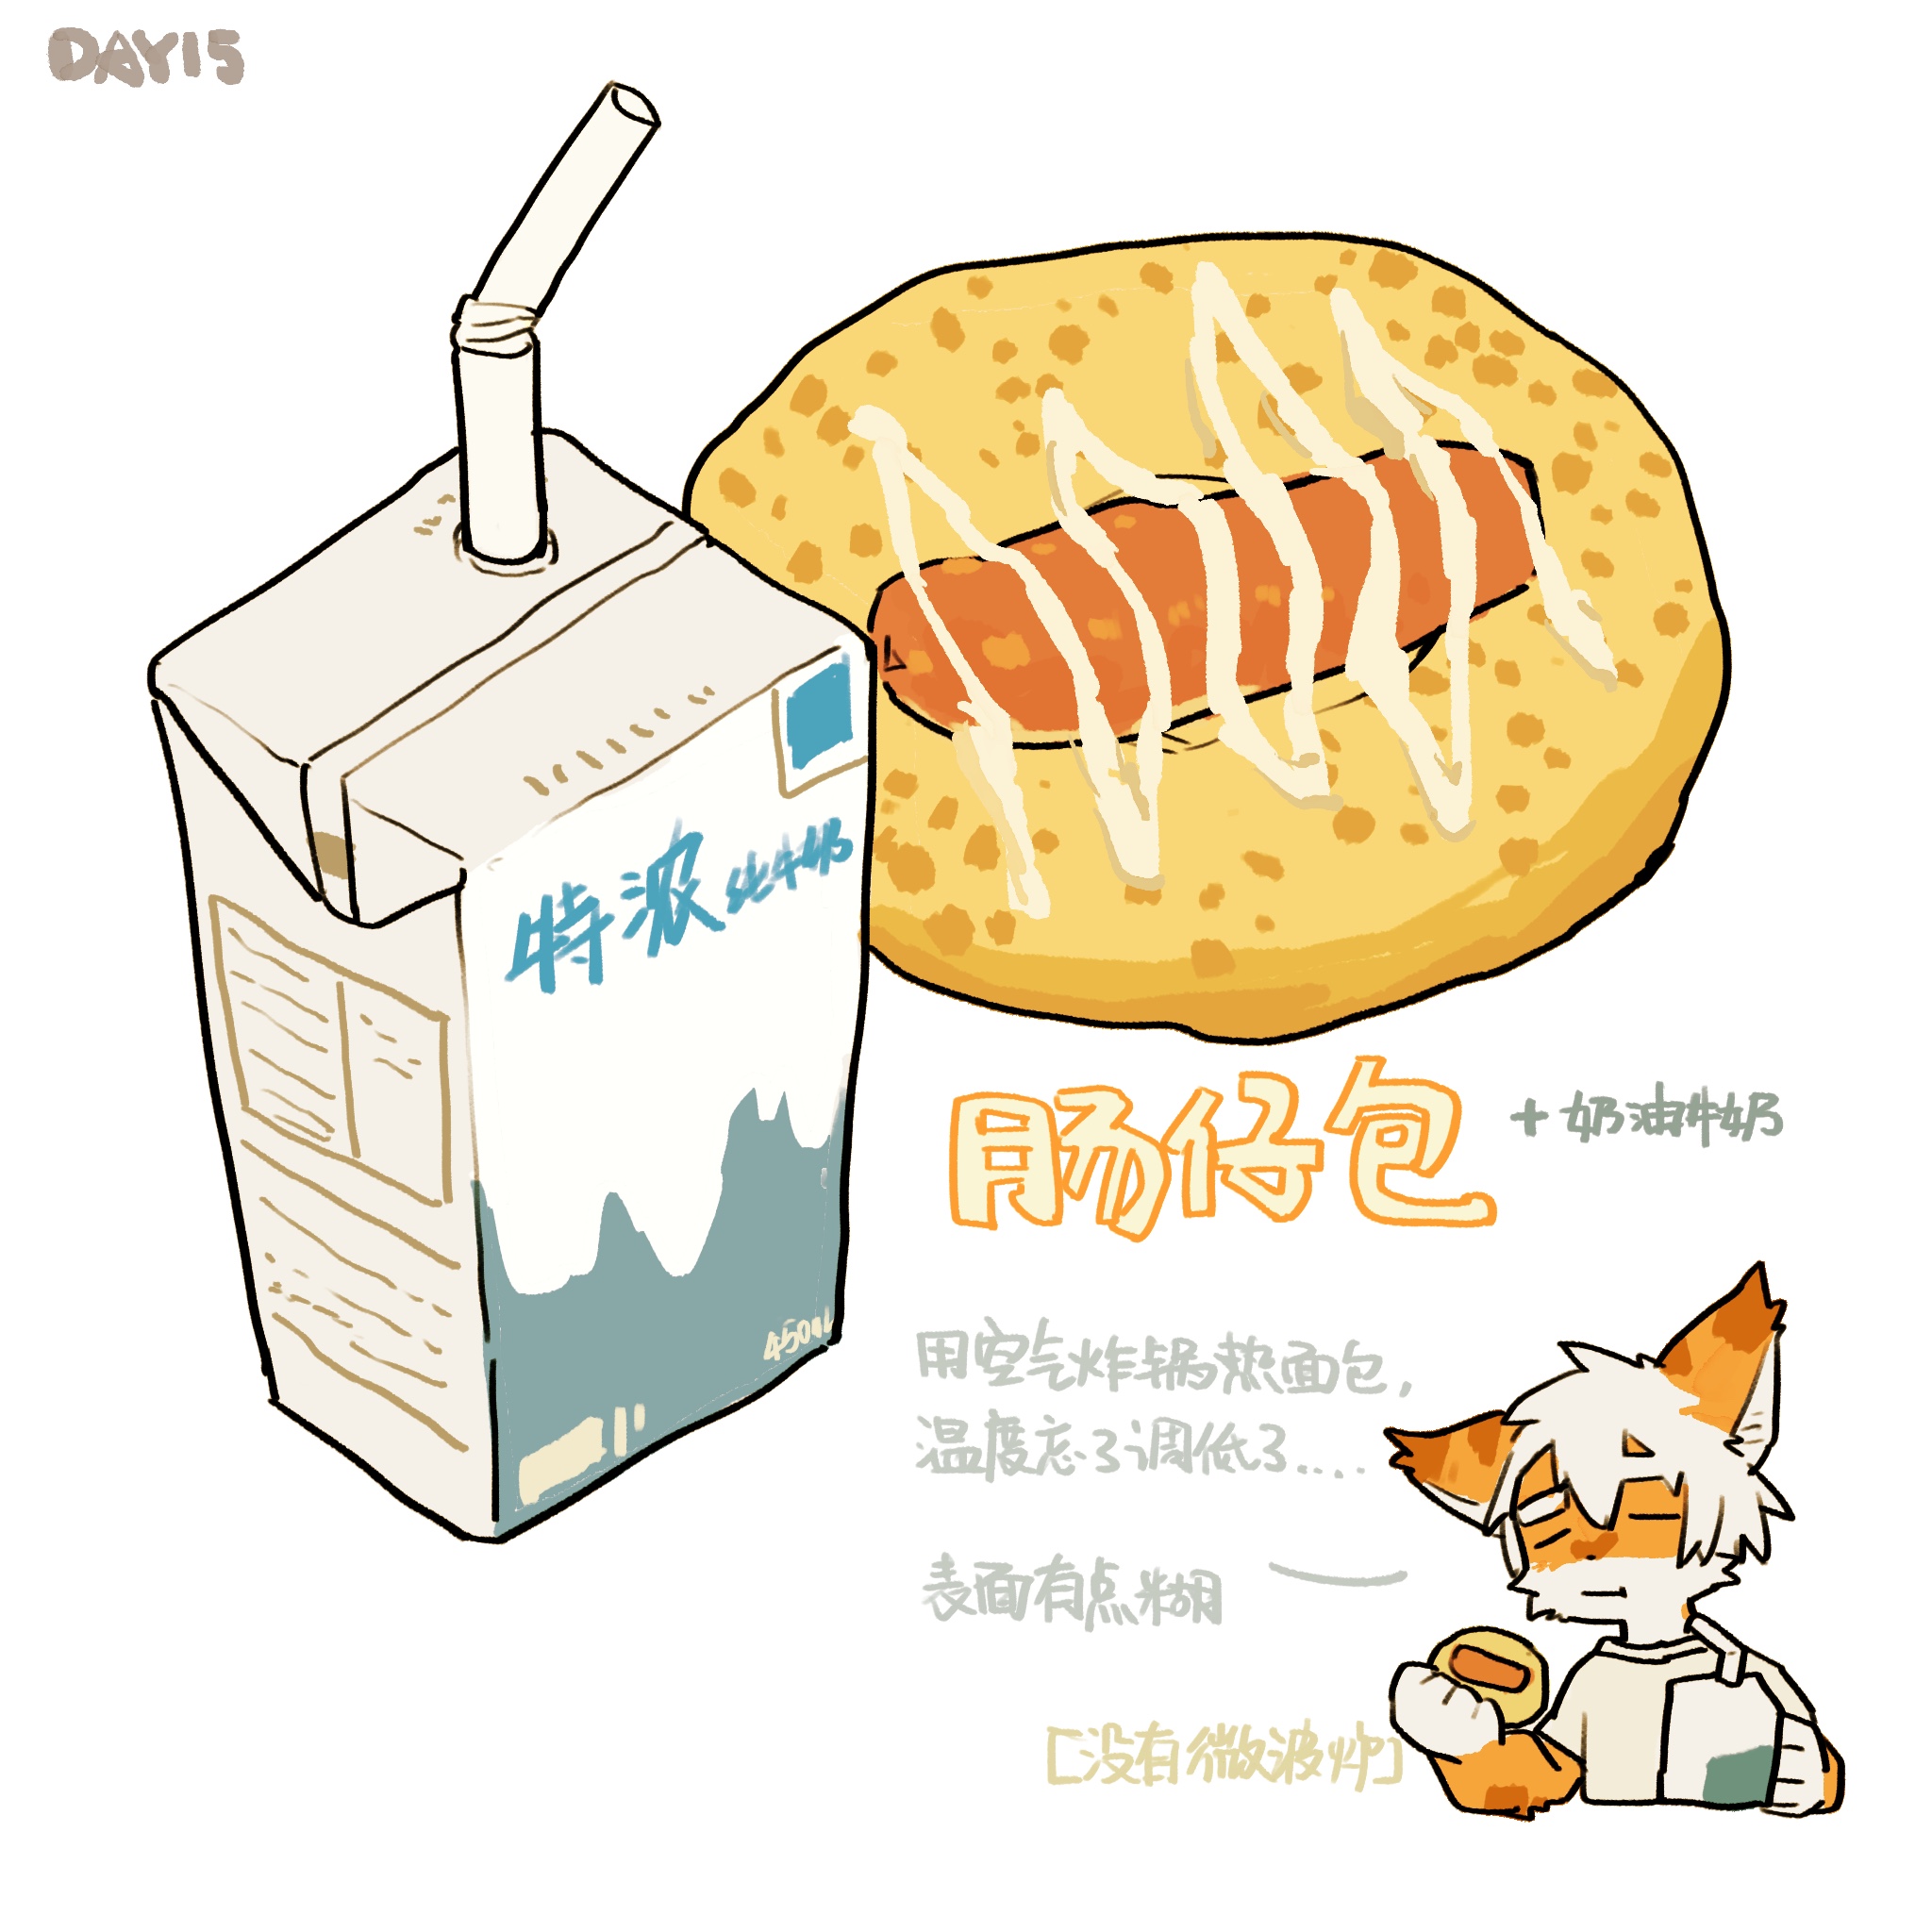 DAY15
特浓 纯牛奶
450mL
肠仔包
+奶油牛奶
用空气炸锅热面包,
温度忘了调低了....
表面有点糊
[没有微波炉]